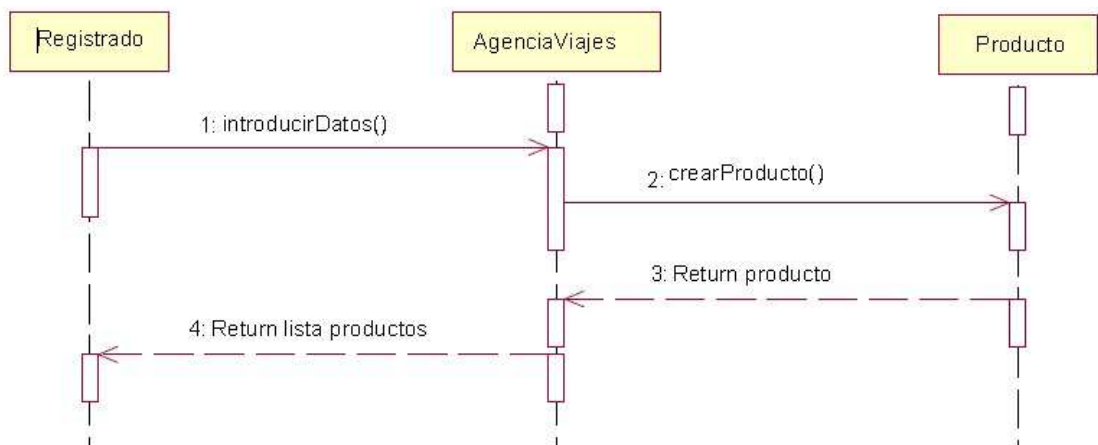 Registrado
AgenciaViajes
Producto
1: introducirDatos()
2: crearProducto()
3: Return producto
4: Return lista productos